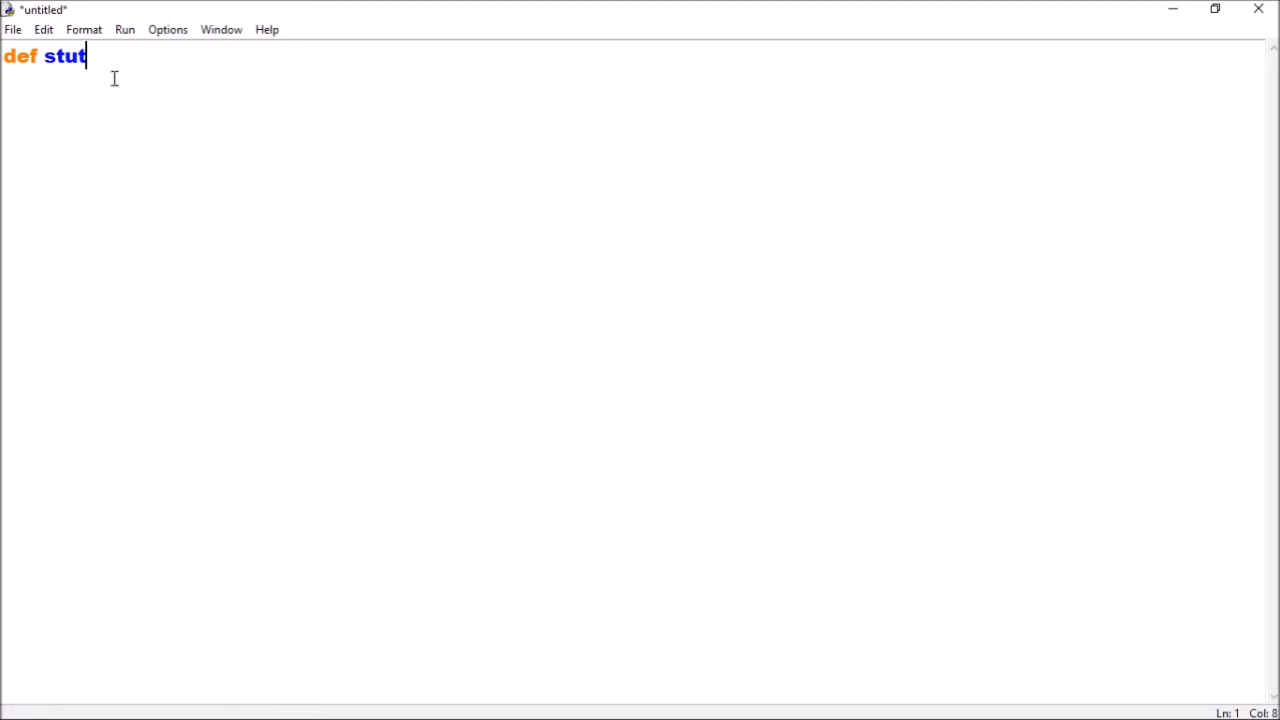 *untitled*
File Edit Format Run Options Window Help
def stut
Ln: 1 Col: 8